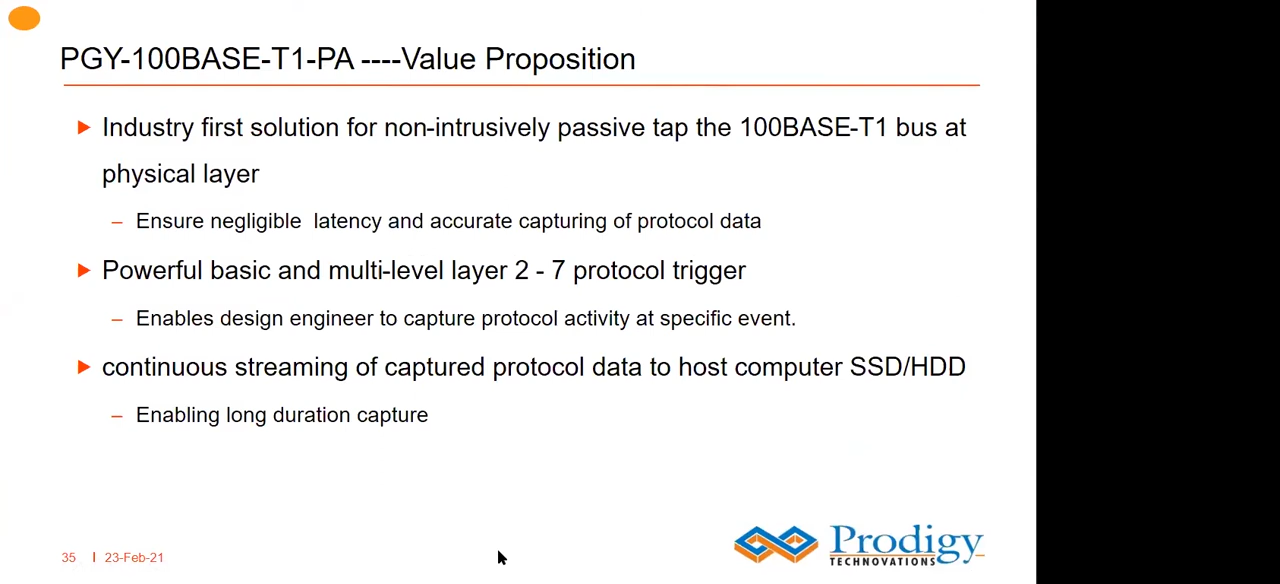 PGY-100BASE-T1-PA ----Value Proposition
Industry first solution for non-intrusively passive tap the 100BASE-T1 bus at
physical layer
– Ensure negligible  latency and accurate capturing of protocol data
Powerful basic and multi-level layer 2 - 7 protocol trigger
– Enables design engineer to capture protocol activity at specific event.
continuous streaming of captured protocol data to host computer SSD/HDD
– Enabling long duration capture
35 I 23-Feb-21
Prodigy
TECHNOVATIONS